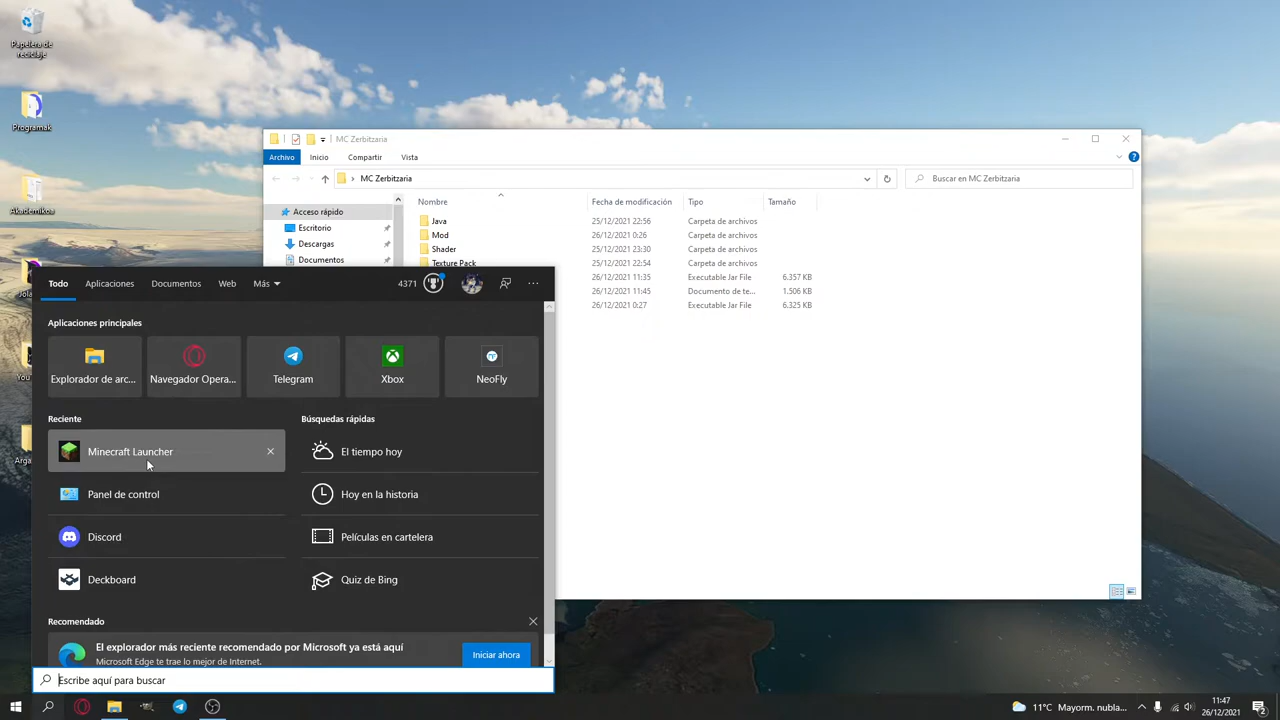 Papelera de
reciclaje
Programak
Akademikoa
MC Zerbitzaria
Archivo
Inicio
Compartir
Vista
MC Zerbitzaria
Buscar en MC Zerbitzaria
Acceso rápido
Escritorio
Descargas
Documentos
Nombre
Fecha de modificación
Tipo
Tamaño
Java 25/12/2021 22:56 Carpeta de archivos
Mod 26/12/2021 0:26 Carpeta de archivos
Shader 25/12/2021 23:30 Carpeta de archivos
Texture Pack 25/12/2021 22:54 Carpeta de archivos
26/12/2021 11:35 Executable Jar File 6.357 KB
26/12/2021 11:45 Documento de te... 1.506 KB
26/12/2021 0:27 Executable Jar File 6.325 KB
Todo
Aplicaciones
Documentos
Web
Más
4371
Aplicaciones principales
Explorador de arc...
Navegador Opera...
Telegram
Xbox
NeoFly
Reciente
Minecraft Launcher
Panel de control
Discord
Deckboard
Búsquedas rápidas
El tiempo hoy
Hoy en la historia
Películas en cartelera
Quiz de Bing
Recomendado
El explorador más reciente recomendado por Microsoft ya está aquí
Microsoft Edge te trae lo mejor de Internet.
Iniciar ahora
Escribe aquí para buscar
11°C Mayorm. nubla...
11:47
26/12/2021
2